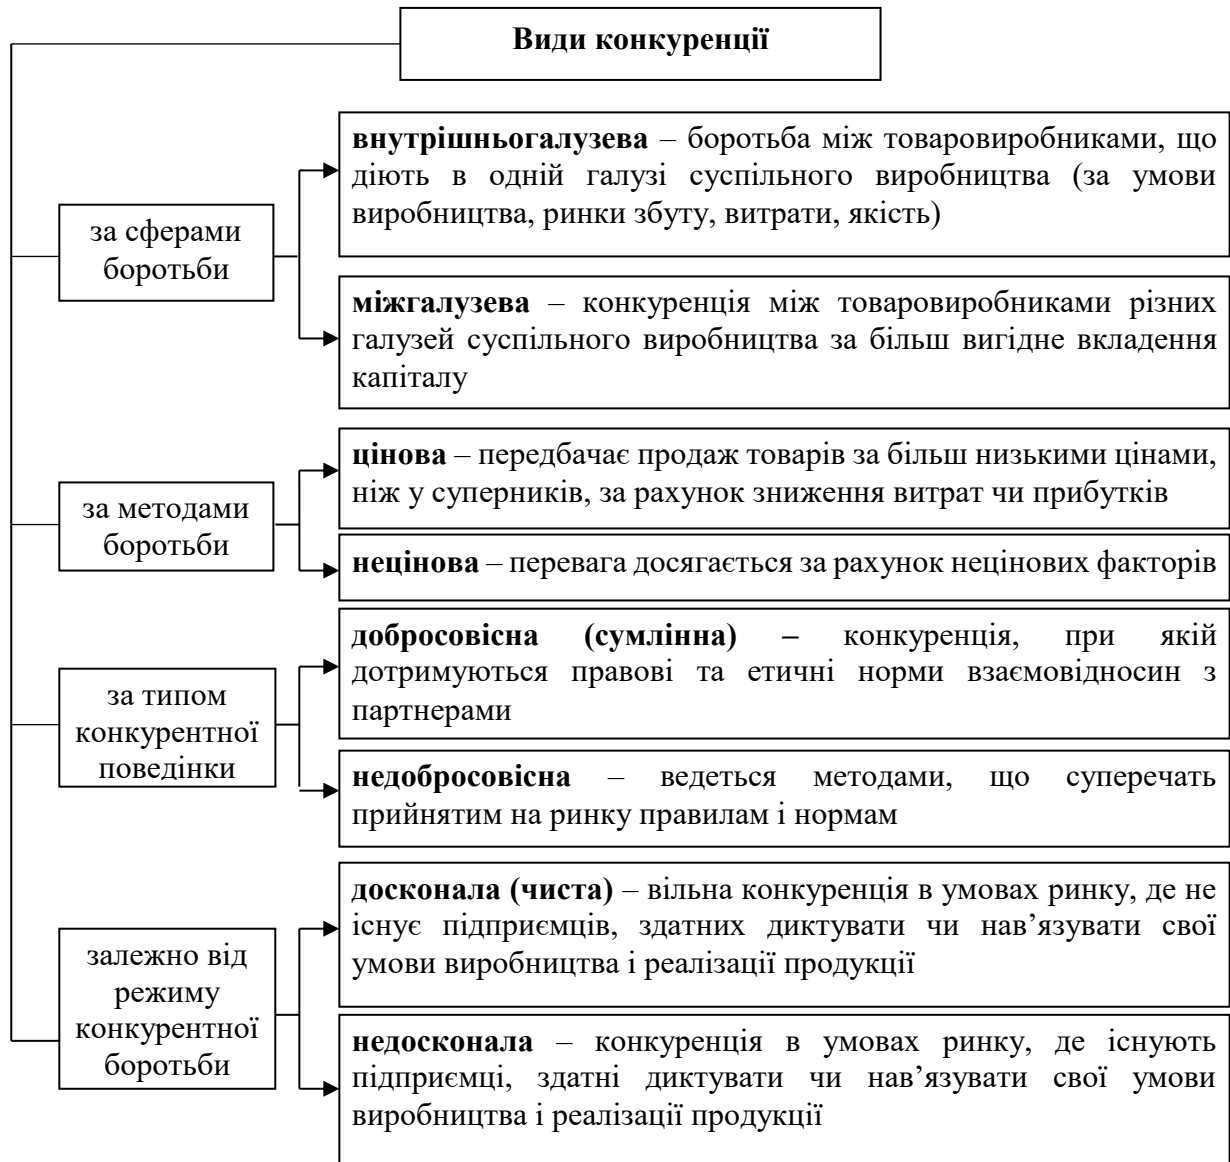 Види конкуренції
внутрішньогалузева – боротьба між товаровиробниками, що
діють в одній галузі суспільного виробництва (за умови
виробництва, ринки збуту, витрати, якість)
за сферами
боротьби
міжгалузева – конкуренція між товаровиробниками різних
галузей суспільного виробництва за більш вигідне вкладення
капіталу
цінова – передбачає продаж товарів за більш низькими цінами,
ніж у суперників, за рахунок зниження витрат чи прибутків
за методами
боротьби
нецінова – перевага досягається за рахунок нецінових факторів
добросовісна (сумлінна) – конкуренція, при якій
дотримуються правові та етичні норми взаємовідносин з
партнерами
за типом
конкурентної
поведінки
недобросовісна – ведеться методами, що суперечать
прийнятим на ринку правилам і нормам
досконала (чиста) – вільна конкуренція в умовах ринку, де не
існує підприємців, здатних диктувати чи нав’язувати свої
умови виробництва і реалізації продукції
залежно від
режиму
конкурентної
боротьби
недосконала – конкуренція в умовах ринку, де існують
підприємці, здатні диктувати чи нав’язувати свої умови
виробництва і реалізації продукції